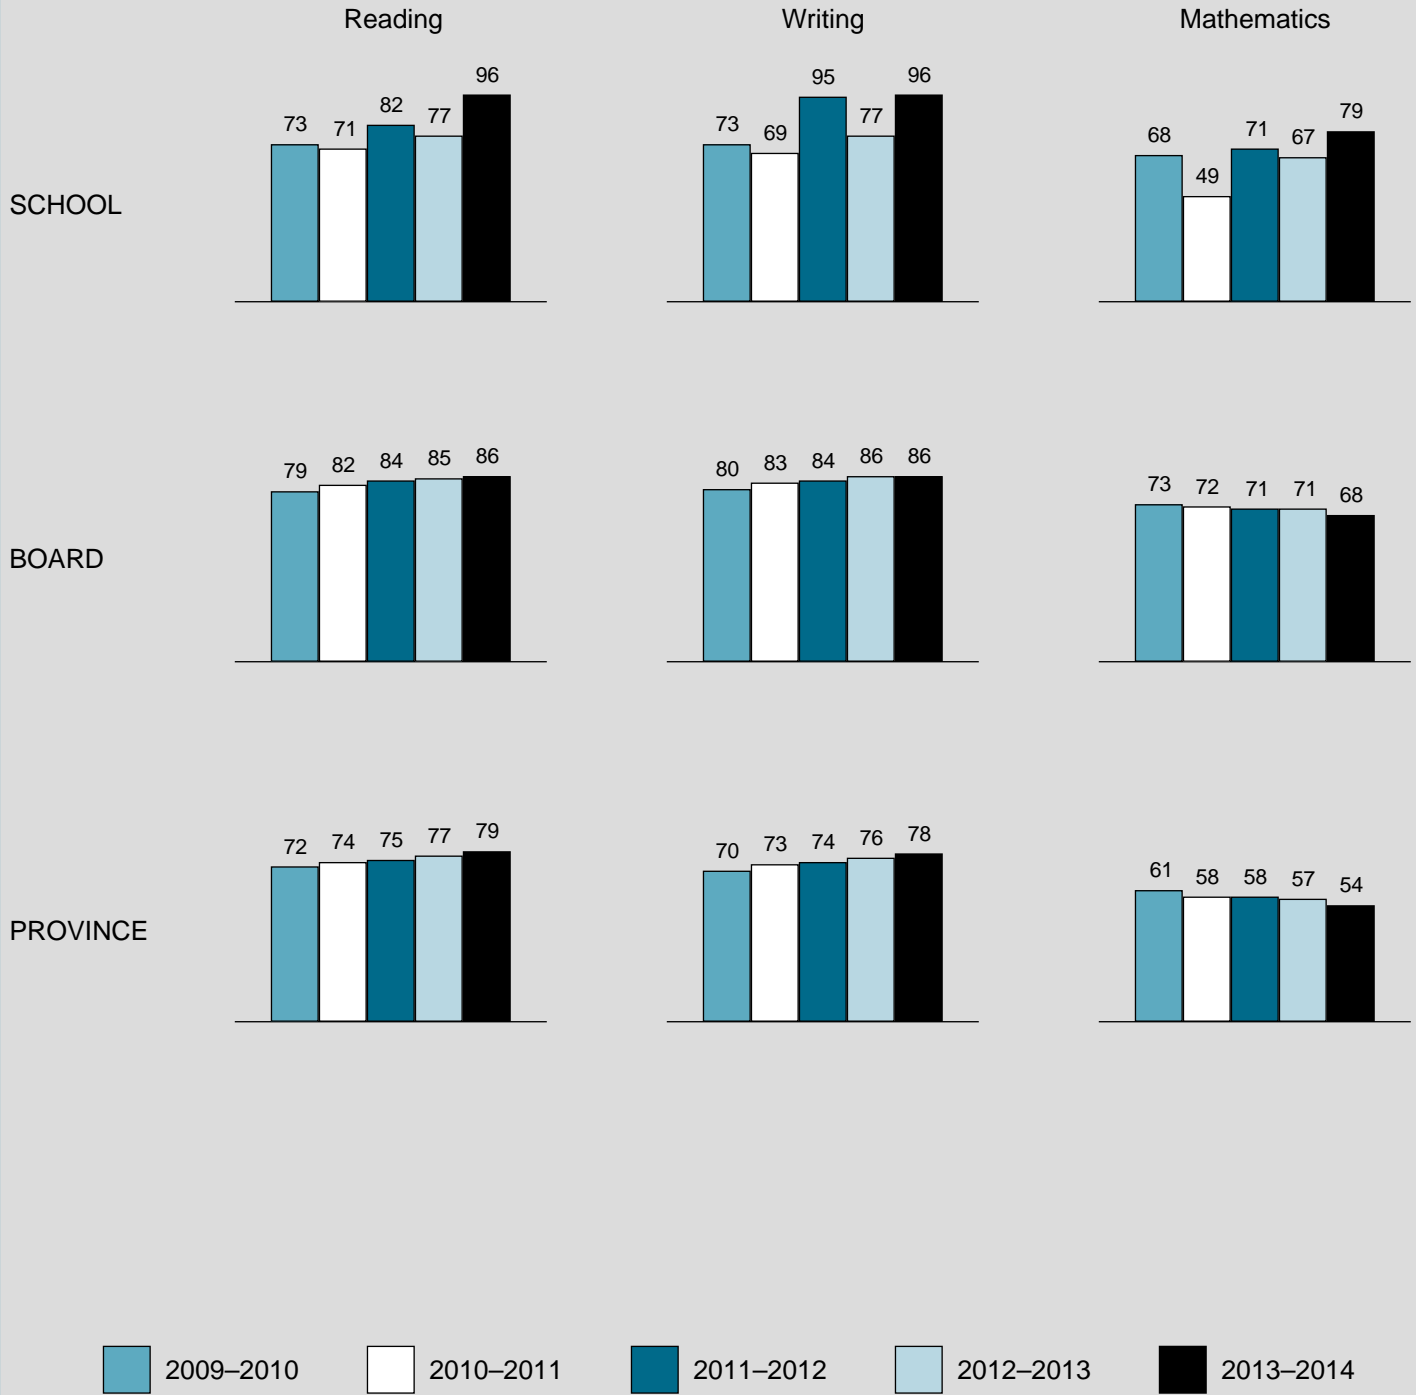 Reading Writing Mathematics
SCHOOL
73 71 82 77 96
73 69 95 77 96
68 49 71 67 79
BOARD
79 82 84 85 86
80 83 84 86 86
73 72 71 71 68
PROVINCE
72 74 75 77 79
70 73 74 76 78
61 58 58 57 54
2009–2010 2010–2011 2011–2012 2012–2013 2013–2014